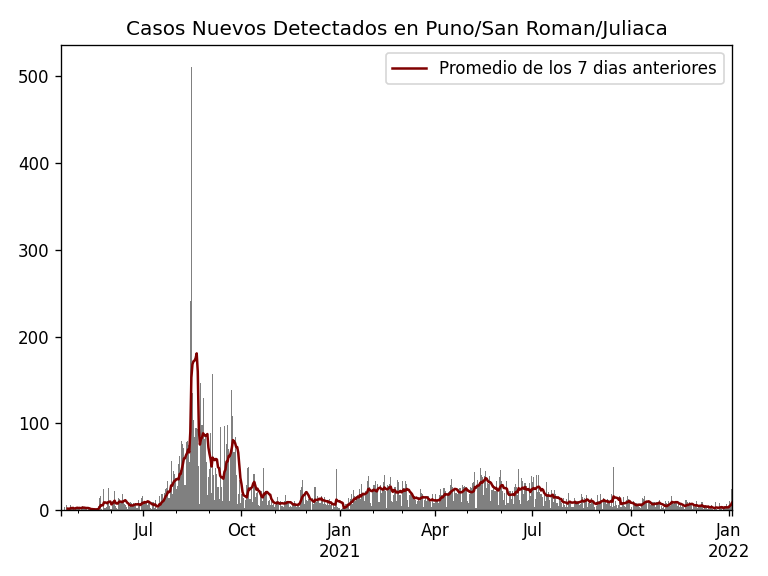 Casos Nuevos Detectados en Puno/San Roman/Juliaca
Promedio de los 7 dias anteriores
500
400
300
200
100
0
Jul
Oct
Jan
2021
Apr
Jul
Oct
Jan
2022